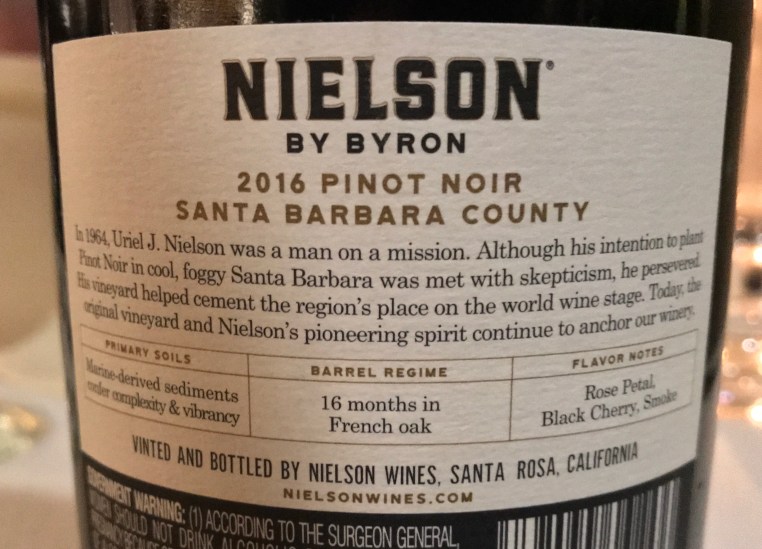 NIELSON®
BY BYRON
2016 PINOT NOIR
SANTA BARBARA COUNTY
In 1964, Uriel J. Nielson was a man on a mission. Although his intention to plant
Pinot Noir in cool, foggy Santa Barbara was met with skepticism, he persevered.
His vineyard helped cement the region's place on the world wine stage. Today, the
original vineyard and Nielson's pioneering spirit continue to anchor our winery.
PRIMARY SOILS
Marine-derived sediments
confer complexity & vibrancy
BARREL REGIME
16 months in
French oak
FLAVOR NOTES
Rose Petal,
Black Cherry, Smoke
VINTED AND BOTTLED BY NIELSON WINES, SANTA ROSA, CALIFORNIA
NIELSONWINES.COM
GOVERNMENT WARNING: (1) ACCORDING TO THE SURGEON GENERAL,
SHOULD NOT DRINK